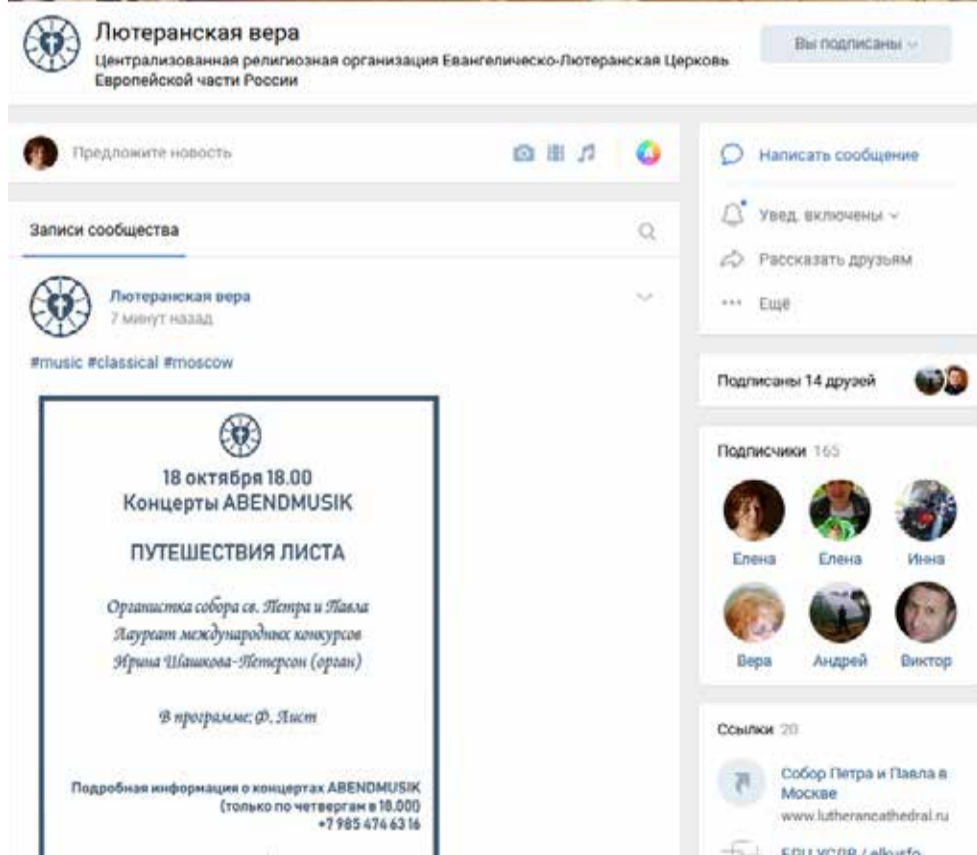 Лютеранская вера
Централизованная религиозная организация Евангелическо-Лютеранская Церковь
Европейской части России
Вы подписаны
Предложите новость
Записи сообщества
Лютеранская вера
7 минут назад
#music #classical #moscow
18 октября 18.00
Концерты ABENDMUSIK
ПУТЕШЕСТВИЯ ЛИСТА
Органистка собора св. Петра и Павла
Лауреат международных конкурсов
Ирина Шашкова-Петерсон (орган)
В программе: Ф. Лист
Подробная информация о концертах ABENDMUSIK
(только по четвергам в 18.00!)
+7 985 474 63 16
Написать сообщение
Увед. включены
Рассказать друзьям
Ещё
Подписаны 14 друзей
Подписчики 165
Елена
Елена
Инна
Вера
Андрей
Виктор
Ссылки 20
Собор Петра и Павла в
Москве
www.lutherancathedral.ru